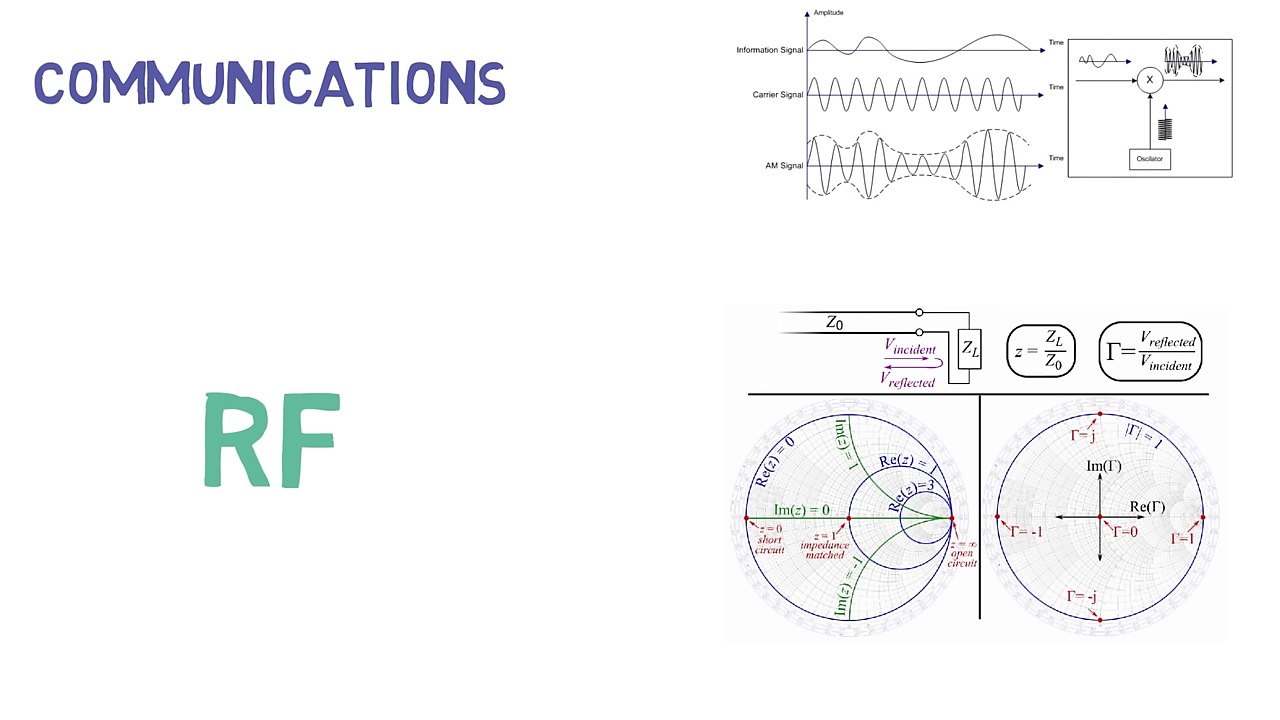 COMMUNICATIONS
Amplitude
Information Signal
Time
Carrier Signal
Time
AM Signal
Time
X
Oscilator
RF
Z0
ZL
Vincident
Vreflected
z = ZL/Z0
Γ= Vreflected/Vincident
Re(z) = 0
Im(z) = 1
Re(z) = 1
Re(z)=3
Im(z) = 0
z = 0
short
circuit
z = 1
impedance
matched
z = ∞
open
circuit
Im(z) = -1
Γ= j
|Γ| = 1
Im(Γ)
Re(Γ)
Γ= -1
Γ=0
Γ=1
Γ= -j